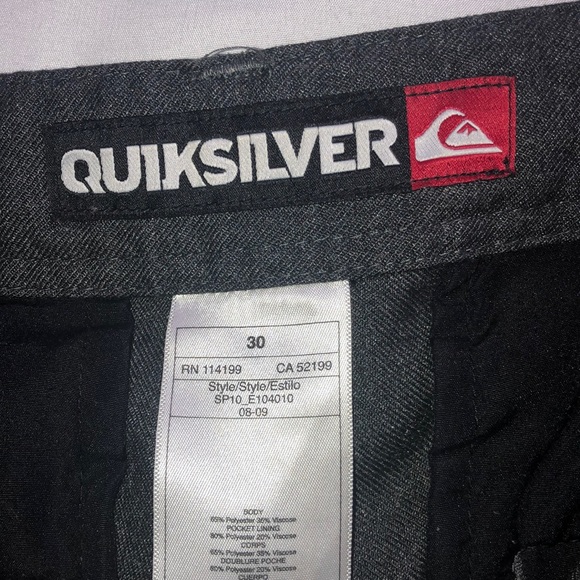 QUIKSILVER
30
RN 114199 CA 52199
Style/Style/Estilo
SP10_E104010
08-09
BODY
65% Polyester 35% Viscose
POCKET LINING
80% Polyester 20% Viscose
CORPS
65% Polyester 35% Viscose
DOUBLURE POCHE
80% Polyester 20% Viscose
CUERPO